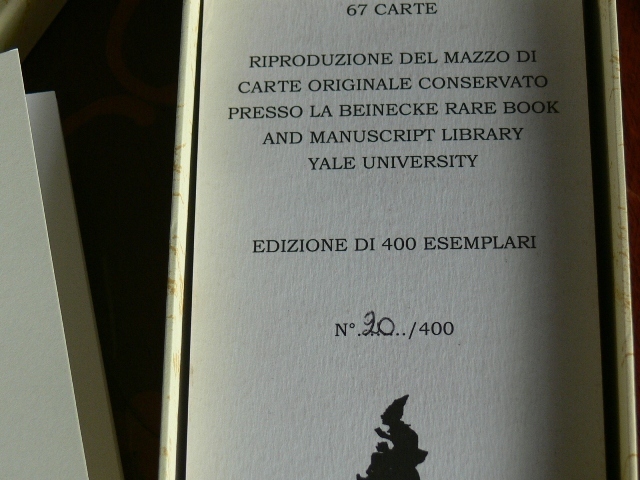 67 CARTE
RIPRODUZIONE DEL MAZZO DI
CARTE ORIGINALE CONSERVATO
PRESSO LA BEINECKE RARE BOOK
AND MANUSCRIPT LIBRARY
YALE UNIVERSITY
EDIZIONE DI 400 ESEMPLARI
N°.20../400